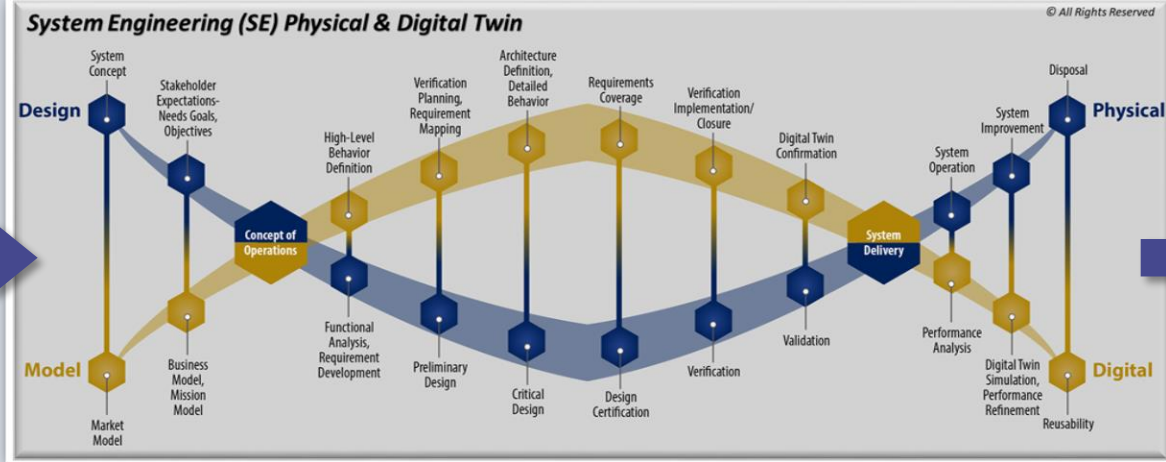 System Engineering (SE) Physical & Digital Twin
© All Rights Reserved
Design
System
Concept
Stakeholder
Expectations-
Needs Goals,
Objectives
Concept of
Operations
High-Level
Behavior
Definition
Verification
Planning,
Requirement
Mapping
Architecture
Definition,
Detailed
Behavior
Requirements
Coverage
Verification
Implementation/
Closure
Digital Twin
Confirmation
System
Delivery
System
Operation
System
Improvement
Disposal
Physical
Model
Market
Model
Business
Model,
Mission
Model
Functional
Analysis,
Requirement
Development
Preliminary
Design
Critical
Design
Design
Certification
Verification
Validation
Performance
Analysis
Digital Twin
Simulation,
Performance
Refinement
Reusability
Digital